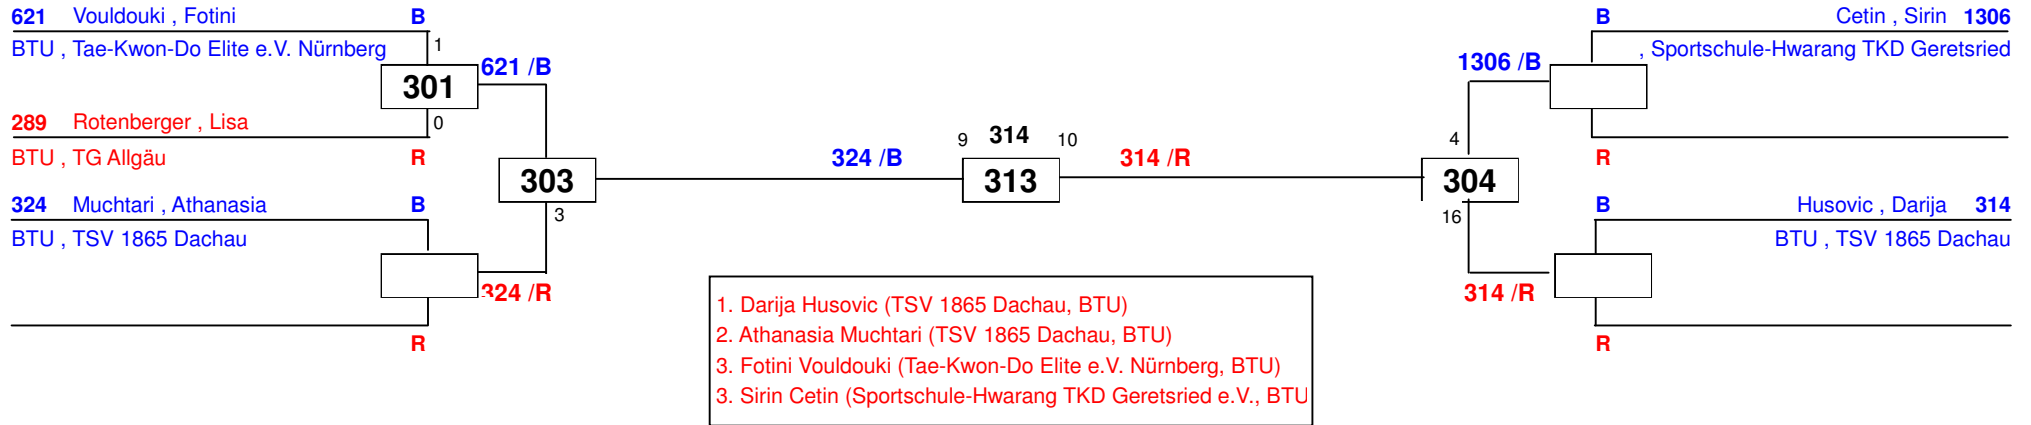 621 Vouldouki , Fotini B
BTU , Tae-Kwon-Do Elite e.V. Nürnberg
1
301
621 /B
0
289 Rotenberger , Lisa
BTU , TG Allgäu R
303
3
324 Muchtari , Athanasia B
BTU , TSV 1865 Dachau
324 /R
R
324 /B
9 314 10
313
314 /R
B Cetin , Sirin 1306
, Sportschule-Hwarang TKD Geretsried
1306 /B
4
304
16
R
B Husovic , Darija 314
BTU , TSV 1865 Dachau
314 /R
R
1. Darija Husovic (TSV 1865 Dachau, BTU)
2. Athanasia Muchtari (TSV 1865 Dachau, BTU)
3. Fotini Vouldouki (Tae-Kwon-Do Elite e.V. Nürnberg, BTU)
3. Sirin Cetin (Sportschule-Hwarang TKD Geretsried e.V., BTU